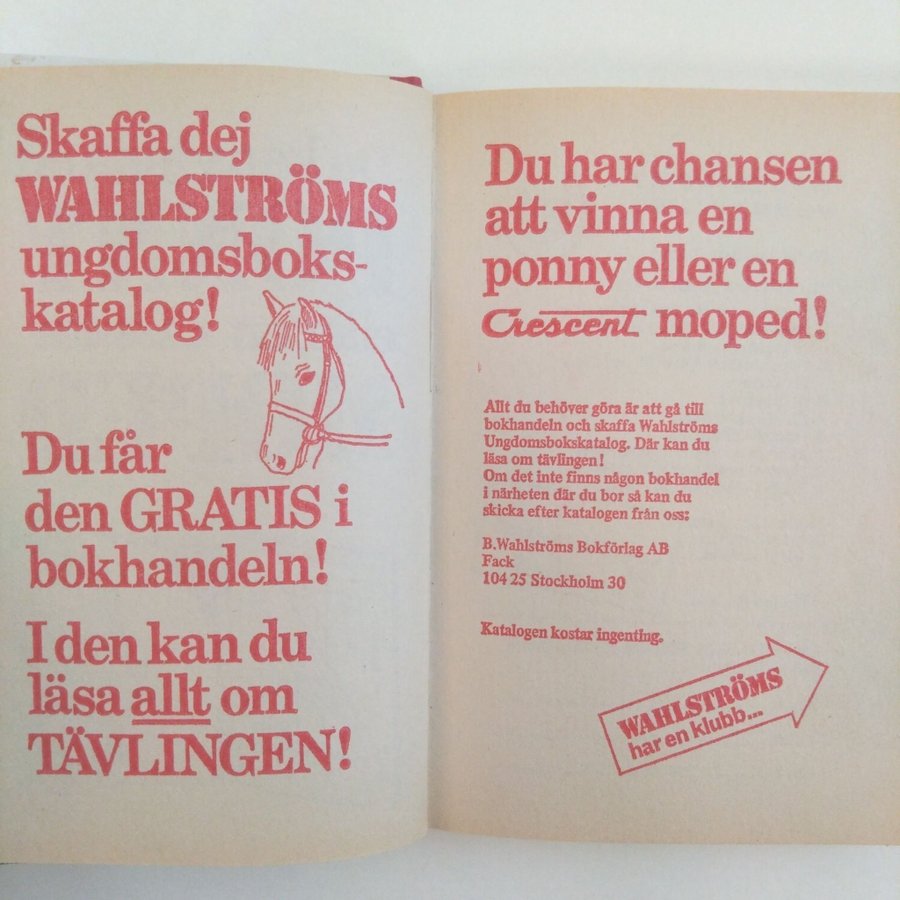 Skaffa dej
WAHLSTRÖMS
ungdomsboks-
katalog!
Du får
den GRATIS i
bokhandeln!
I den kan du
läsa allt om
TÄVLINGEN!
Du har chansen
att vinna en
ponny eller en
Crescent moped!
Allt du behöver göra är att gå till
bokhandeln och skaffa Wahlströms
Ungdomsbokskatalog. Där kan du
läsa om tävlingen!
Om det inte finns någon bokhandel
i närheten där du bor så kan du
skicka efter katalogen från oss:
B.Wahlströms Bokförlag AB
Fack
104 25 Stockholm 30
Katalogen kostar ingenting.
WAHLSTRÖMS
har en klubb...